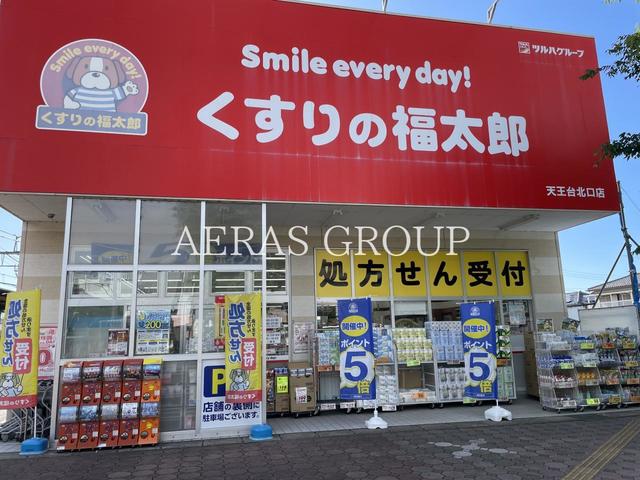 Smile every day!
くすりの福太郎
Smile every day!
ツルハグループ
くすりの福太郎
天王台北口店
AERAS GROUP
処方せん受付
処方せん
受付
処方せん
受付
開催中!
ポイント
5倍
開催中!
ポイント
5倍
200
P
店舗の裏側に
駐車場ございます。